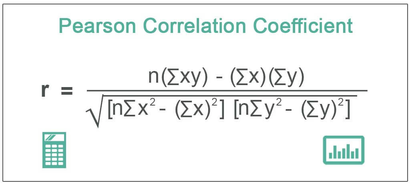 Pearson Correlation Coefficient
r = n(∑xy) - (∑x)(∑y)
√[n∑x² - (∑x)²] [n∑y² - (∑y)²]